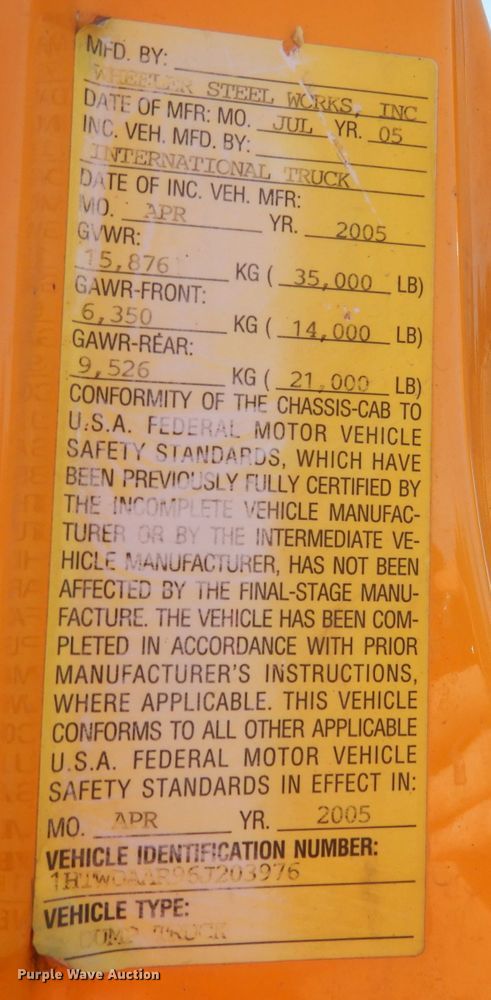 MFD. BY:
WHEELER STEEL WORKS, INC
DATE OF MFR: MO. JUL YR. 05
INC. VEH. MFD. BY:
INTERNATIONAL TRUCK
DATE OF INC. VEH. MFR:
MO. APR YR. 2005
GVWR:
15,876 KG ( 35,000 LB)
GAWR-FRONT:
6,350 KG ( 14,000 LB)
GAWR-REAR:
9,526 KG ( 21,000 LB)
CONFORMITY OF THE CHASSIS-CAB TO
U.S.A. FEDERAL MOTOR VEHICLE
SAFETY STANDARDS, WHICH HAVE
BEEN PREVIOUSLY FULLY CERTIFIED BY
THE INCOMPLETE VEHICLE MANUFAC-
TURER OR BY THE INTERMEDIATE VE-
HICLE MANUFACTURER, HAS NOT BEEN
AFFECTED BY THE FINAL-STAGE MANU-
FACTURE. THE VEHICLE HAS BEEN COM-
PLETED IN ACCORDANCE WITH PRIOR
MANUFACTURER'S INSTRUCTIONS,
WHERE APPLICABLE. THIS VEHICLE
CONFORMS TO ALL OTHER APPLICABLE
U.S.A. FEDERAL MOTOR VEHICLE
SAFETY STANDARDS IN EFFECT IN:
MO. APR YR. 2005
VEHICLE IDENTIFICATION NUMBER:
VEHICLE TYPE:
TRUCK
Purple Wave Auction